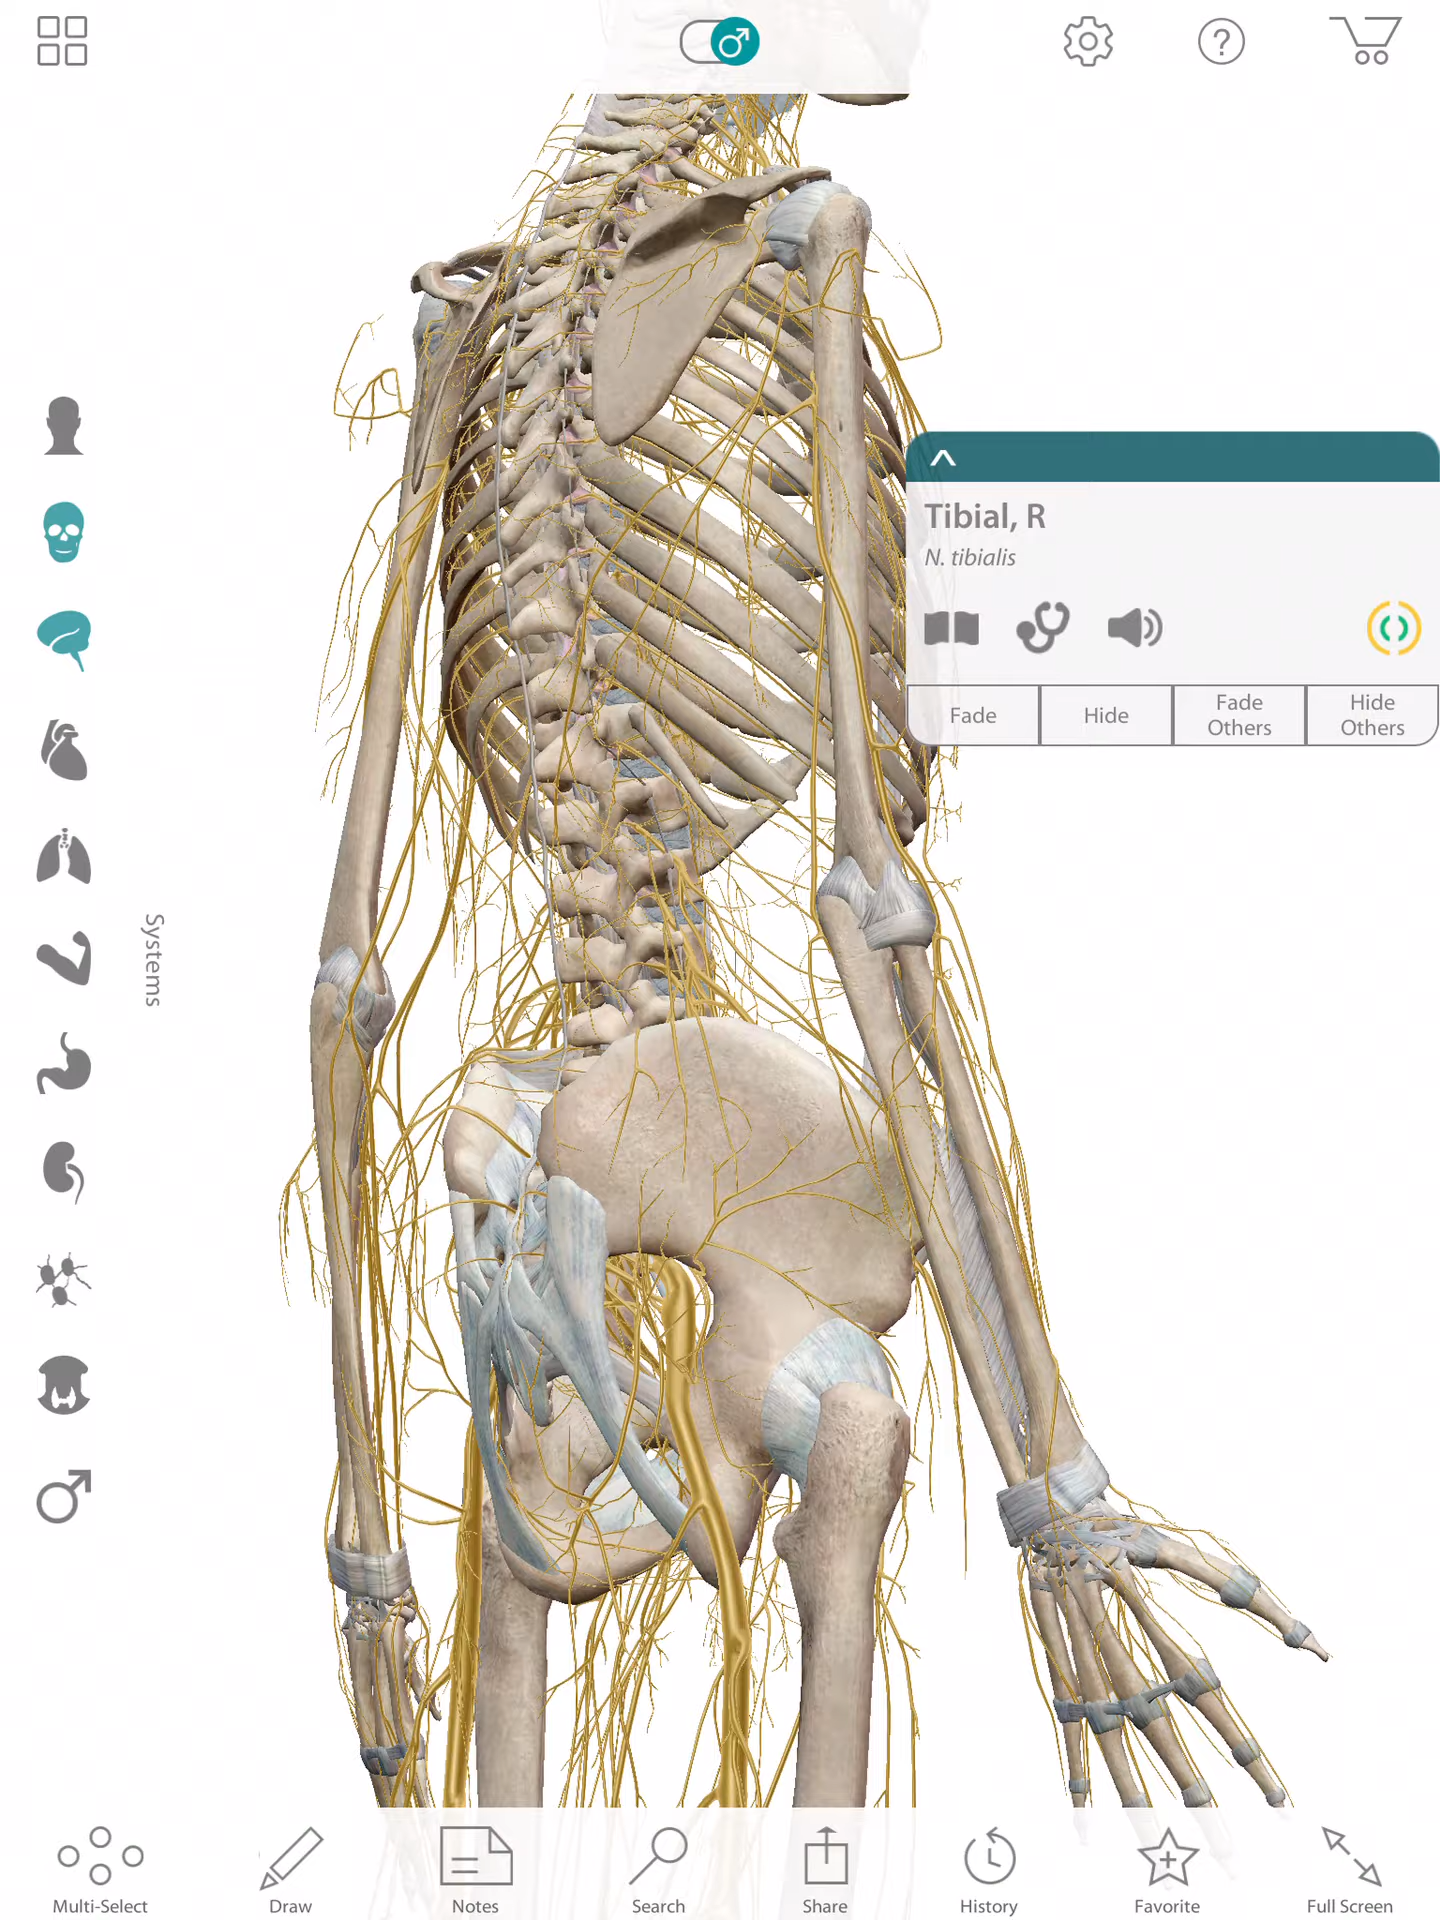 Tibial, R
N. tibialis
Fade
Hide
Fade
Others
Hide
Others
Systems
Multi-Select
Draw
Notes
Search
Share
History
Favorite
Full Screen